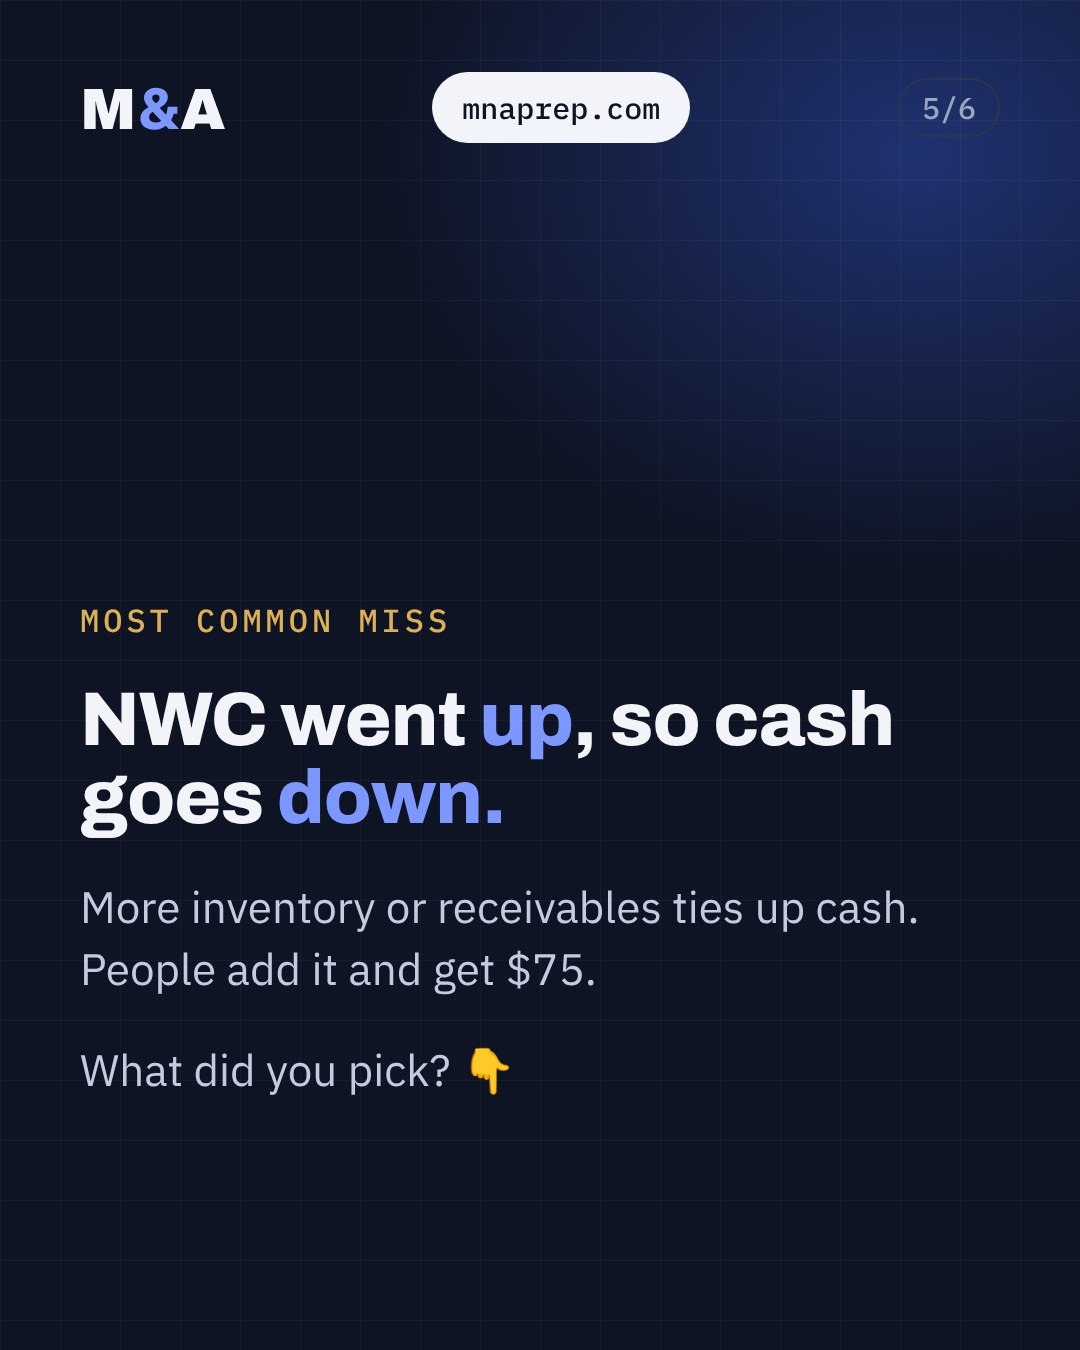 M&A
mnaprep.com
5/6
MOST COMMON MISS
NWC went up, so cash
goes down.
More inventory or receivables ties up cash.
People add it and get $75.
What did you pick? 👇